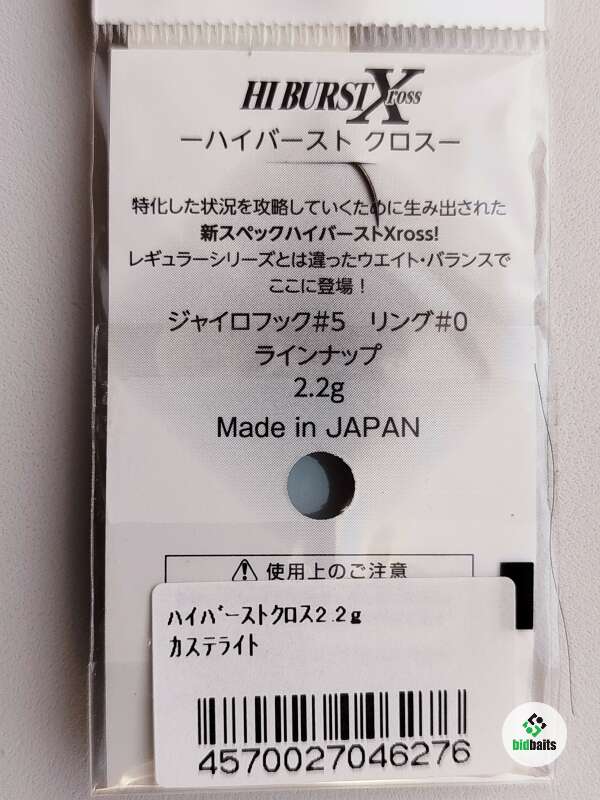 HI BURST Xross
ーハイバースト クロスー
特化した状況を攻略していくために生み出された
新スペックハイバーストXross!
レギュラーシリーズとは違ったウエイト・バランスで
ここに登場！
ジャイロフック#5 リング#0
ラインナップ
2.2g
Made in JAPAN
⚠ 使用上のご注意
ﾊｲﾊﾞｰｽﾄｸﾛｽ2.2g
ｶｽﾃﾗｲﾄ
4570027046276
bidbaits